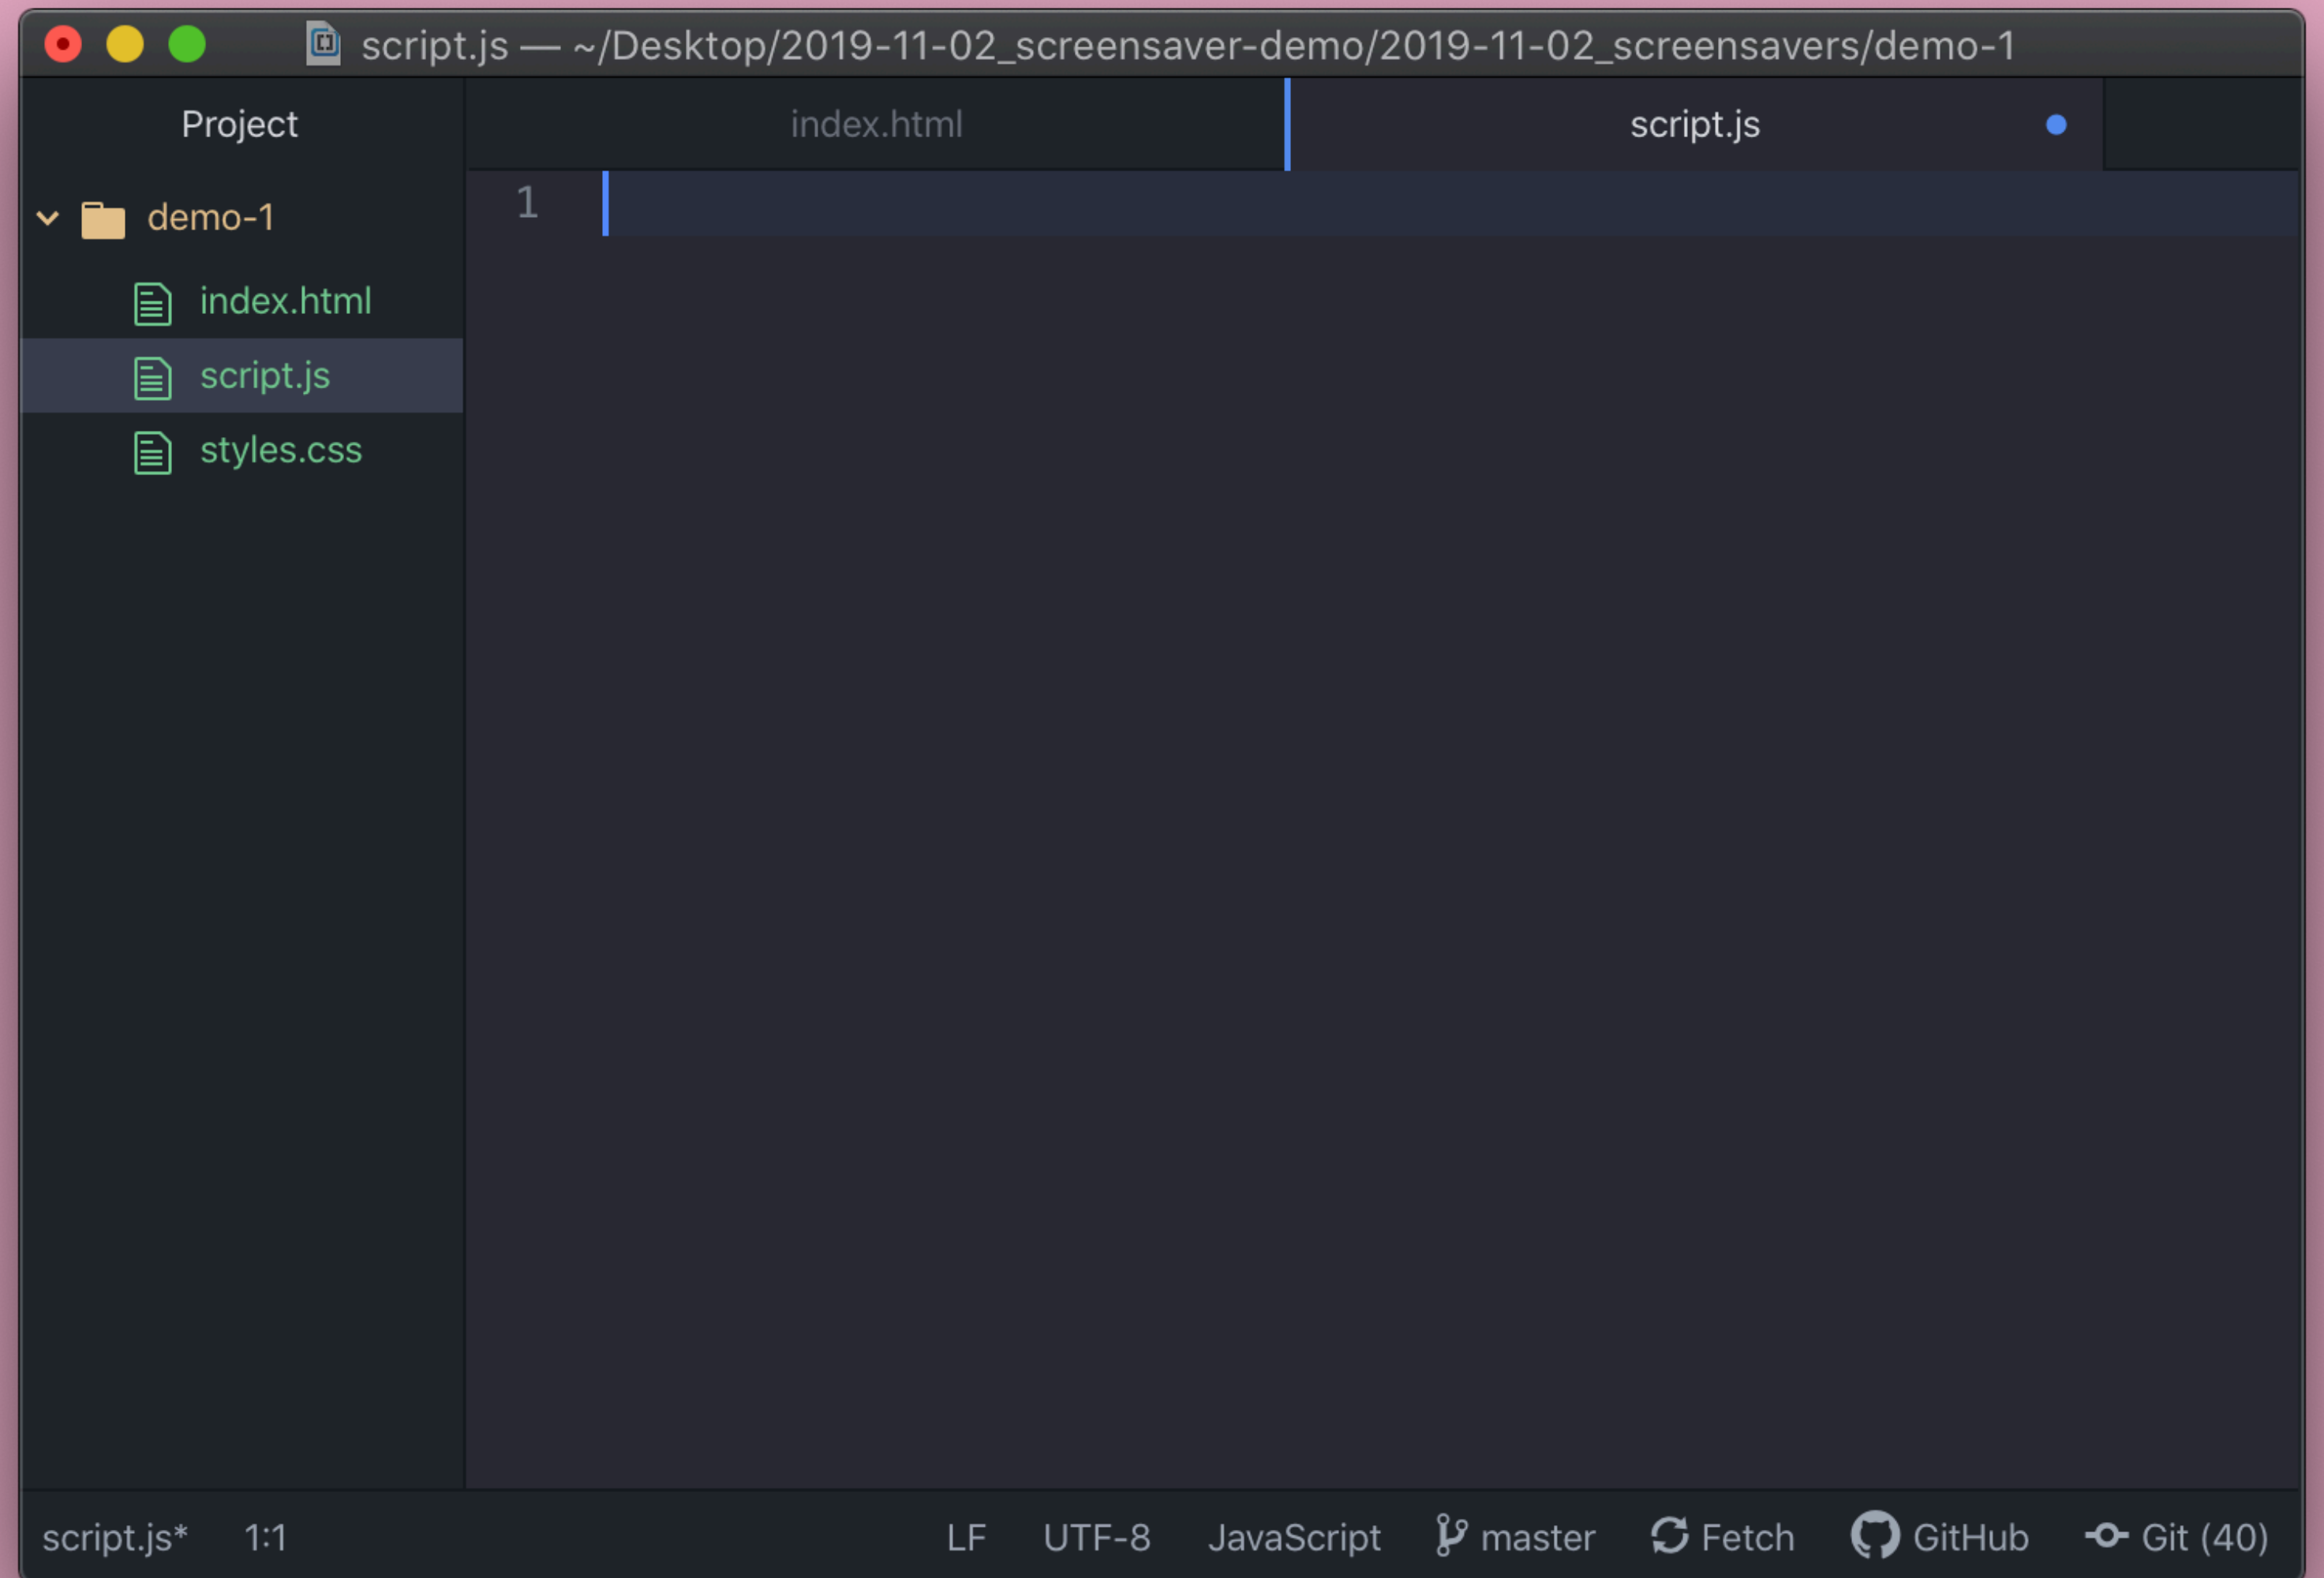 script.js — ~/Desktop/2019-11-02_screensaver-demo/2019-11-02_screensavers/demo-1
Project
index.html
script.js
demo-1
index.html
script.js
styles.css
1
script.js*
1:1
LF
UTF-8
JavaScript
master
Fetch
GitHub
Git (40)